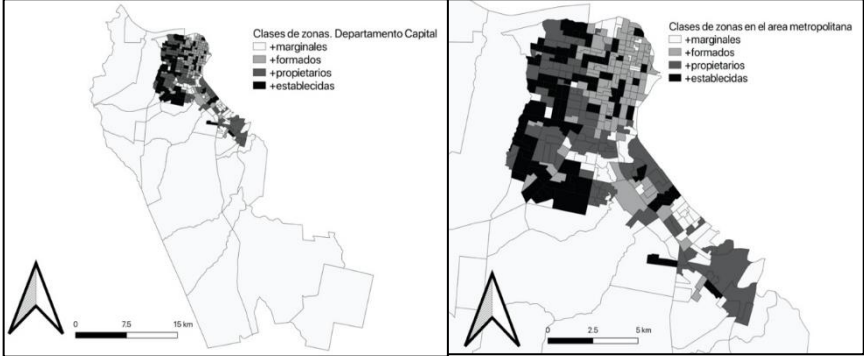 Clases de zonas. Departamento Capital
+marginales
+formados
+propietarios
+establecidas
0 7.5 15 km
Clases de zonas en el area metropolitana
+marginales
+formados
+propietarios
+establecidas
0 2.5 5 km